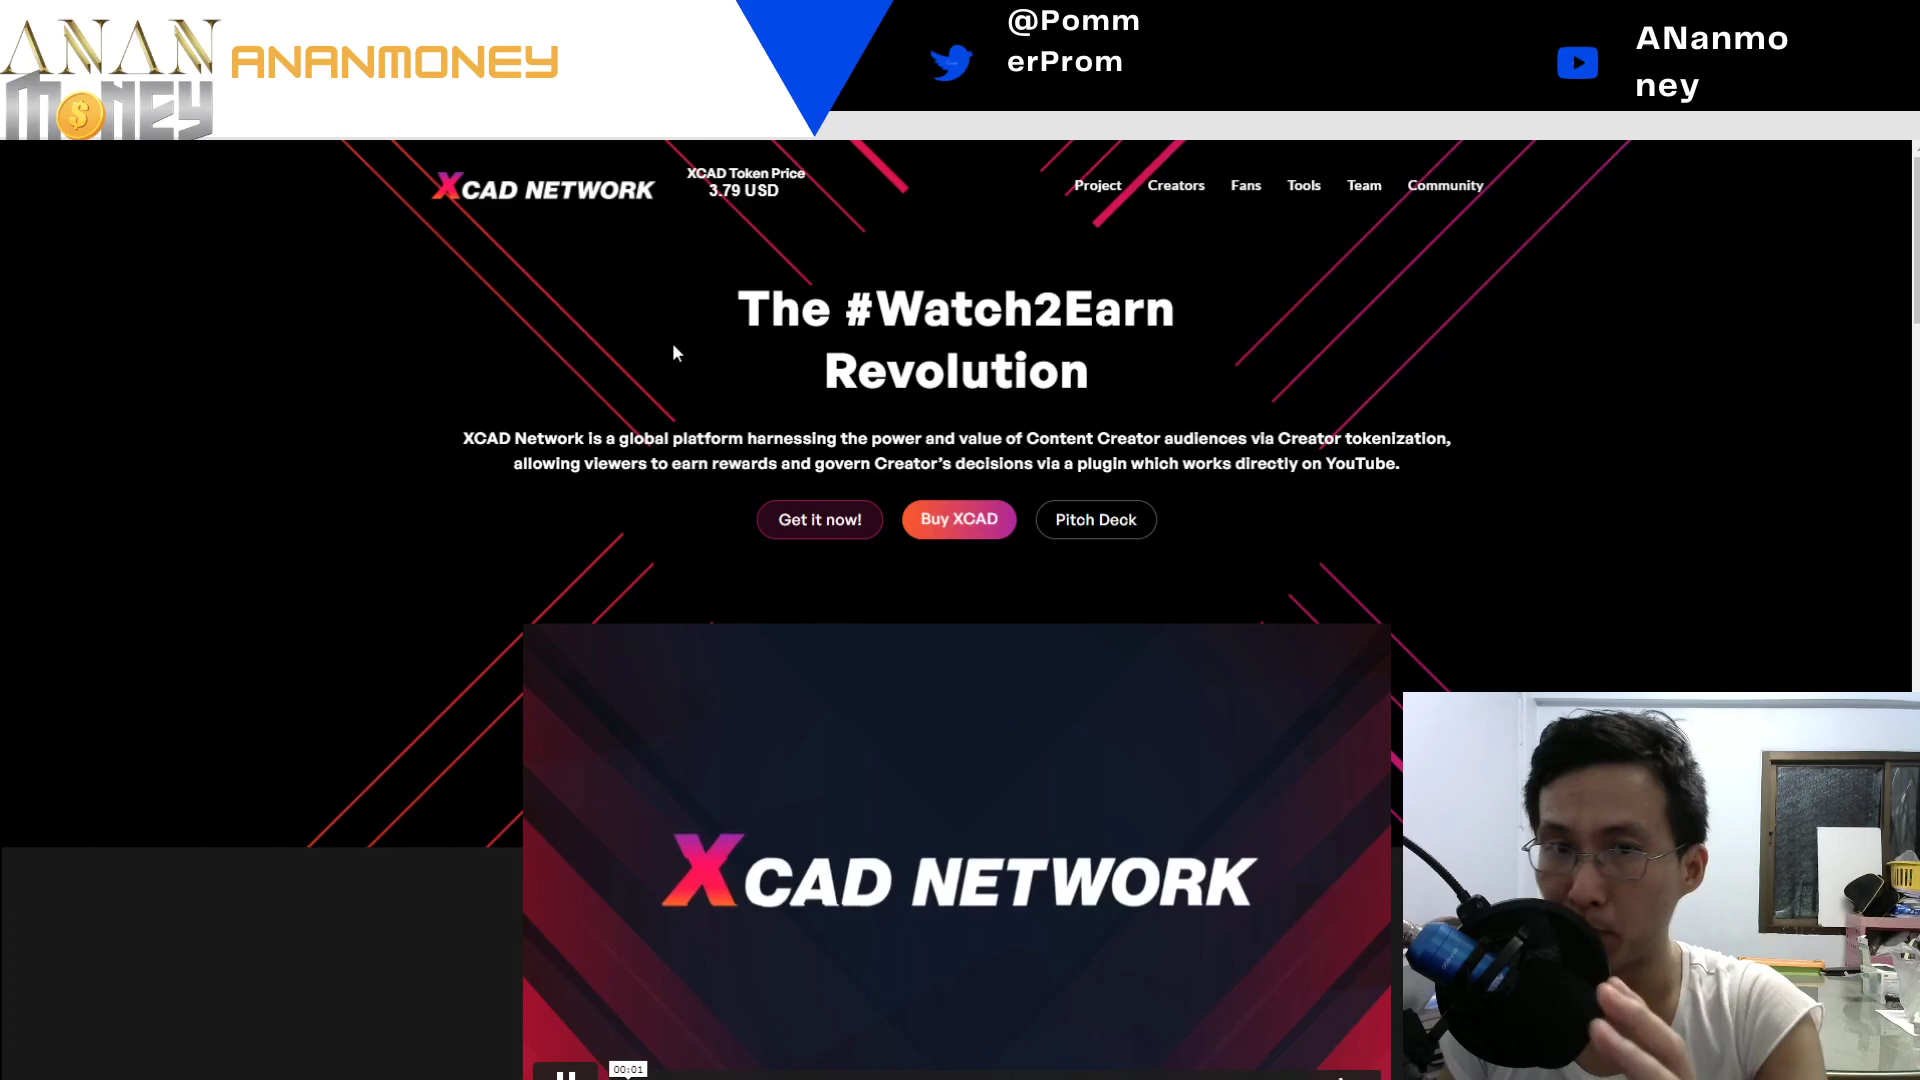 ANAN
MONEY
ANANMONEY
@Pomm
erProm
ANanmo
ney
XCAD NETWORK
XCAD Token Price
3.79 USD
Project
Creators
Fans
Tools
Team
Community
The #Watch2Earn
Revolution
XCAD Network is a global platform harnessing the power and value of Content Creator audiences via Creator tokenization,
allowing viewers to earn rewards and govern Creator's decisions via a plugin which works directly on YouTube.
Get it now!
Buy XCAD
Pitch Deck
XCAD NETWORK
00:01